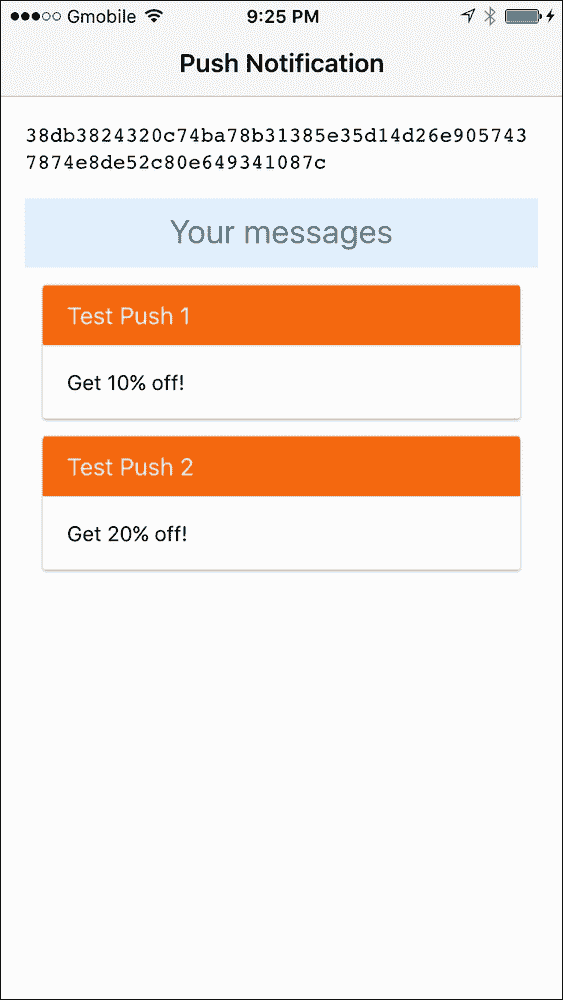 Gmobile 9:25 PM
Push Notification
38db3824320c74ba78b31385e35d14d26e905743
7874e8de52c80e649341087c
Your messages
Test Push 1
Get 10% off!
Test Push 2
Get 20% off!